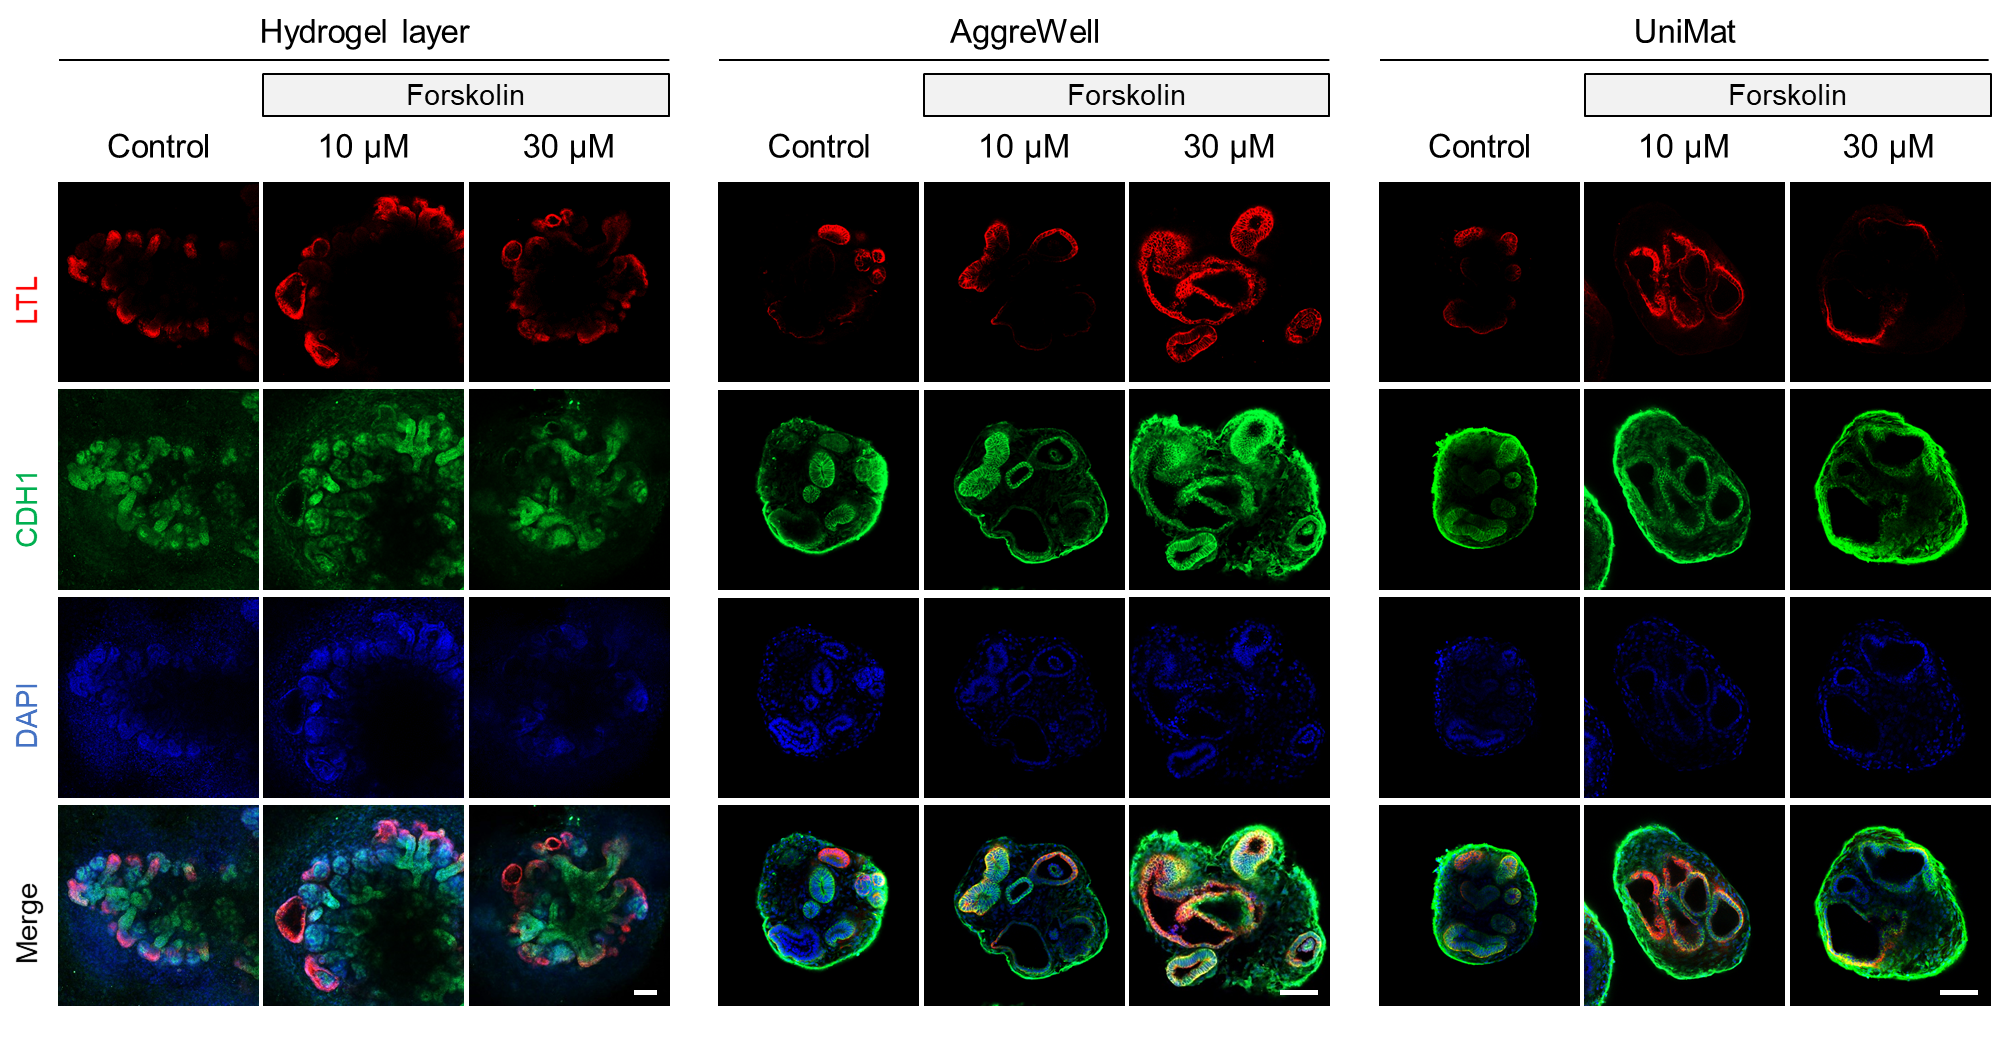 Hydrogel layer
AggreWell
UniMat
Forskolin
Forskolin
Forskolin
Control
10 µM
30 µM
Control
10 µM
30 µM
Control
10 µM
30 µM
LTL
CDH1
DAPI
Merge